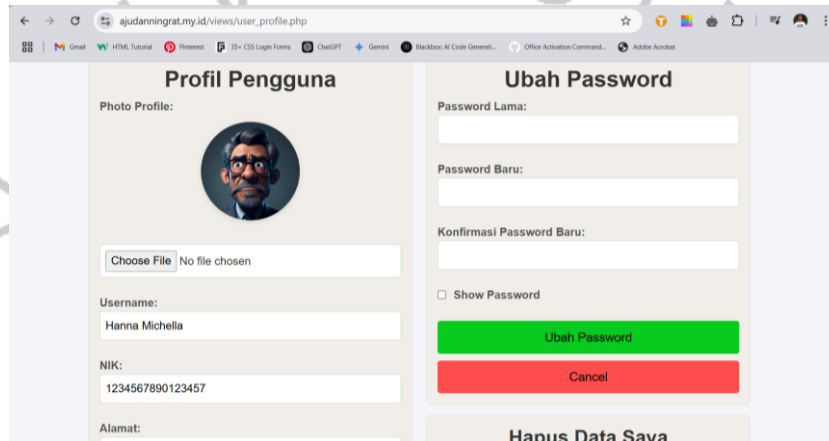 ajudanningrat.my.id/views/user_profile.php
Gmail HTML Tutorial Pinterest 35+ CSS Login Forms ChatGPT Gemini Blackbox AI Code Generati... Office Activation Command... Adobe Acrobat
Profil Pengguna
Photo Profile:
Choose File No file chosen
Username:
Hanna Michella
NIK:
1234567890123457
Alamat:
Ubah Password
Password Lama:
Password Baru:
Konfirmasi Password Baru:
Show Password
Ubah Password
Cancel
Hapus Data Saya